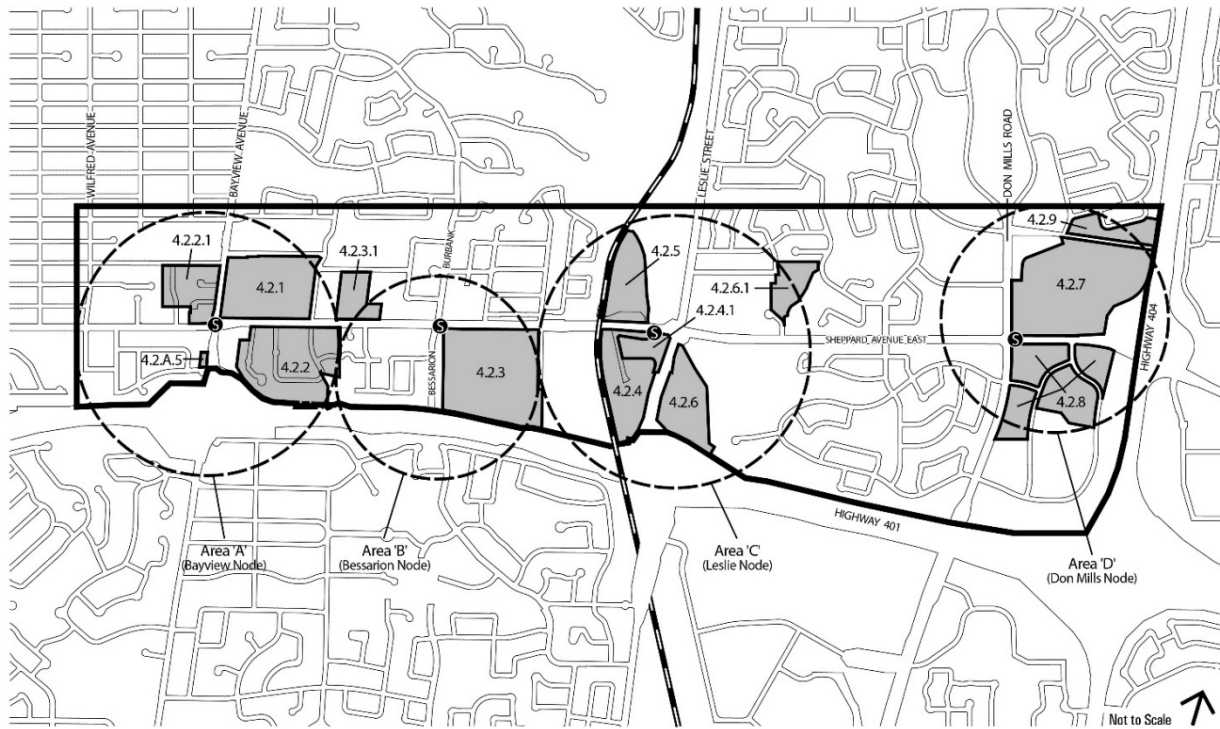 WILFRED AVENUE
BAYVIEW AVENUE
BURBANK
LESLIE STREET
DON MILLS ROAD
4.2.2.1
4.2.1
4.2.3.1
4.2.5
4.2.6.1
4.2.9
4.2.7
S
S
S
4.2.4.1
SHEPPARD AVENUE EAST
S
HIGHWAY 404
4.2.A.5
4.2.2
BESSARION
4.2.3
4.2.4
4.2.6
4.2.8
HIGHWAY 401
Area 'A'
(Bayview Node)
Area 'B'
(Bessarion Node)
Area 'C'
(Leslie Node)
Area 'D'
(Don Mills Node)
Not to Scale